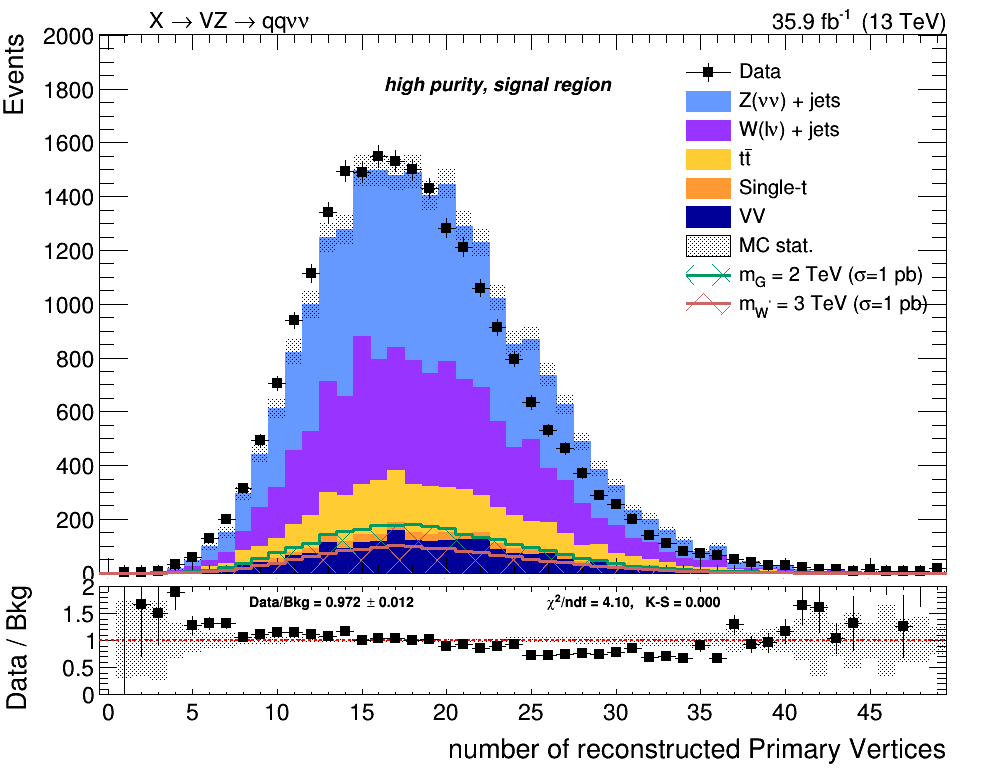 X → VZ → qqνν
35.9 fb⁻¹ (13 TeV)
Events
2000
1800
1600
1400
1200
1000
800
600
400
200
0
high purity, signal region
Data
Z(νν) + jets
W(lν) + jets
tt̄
Single-t
VV
MC stat.
m_G = 2 TeV (σ=1 pb)
m_W' = 3 TeV (σ=1 pb)
Data / Bkg
2
1.5
1
0.5
0
Data/Bkg = 0.972 ± 0.012
χ²/ndf = 4.10, K-S = 0.000
0 5 10 15 20 25 30 35 40 45
number of reconstructed Primary Vertices